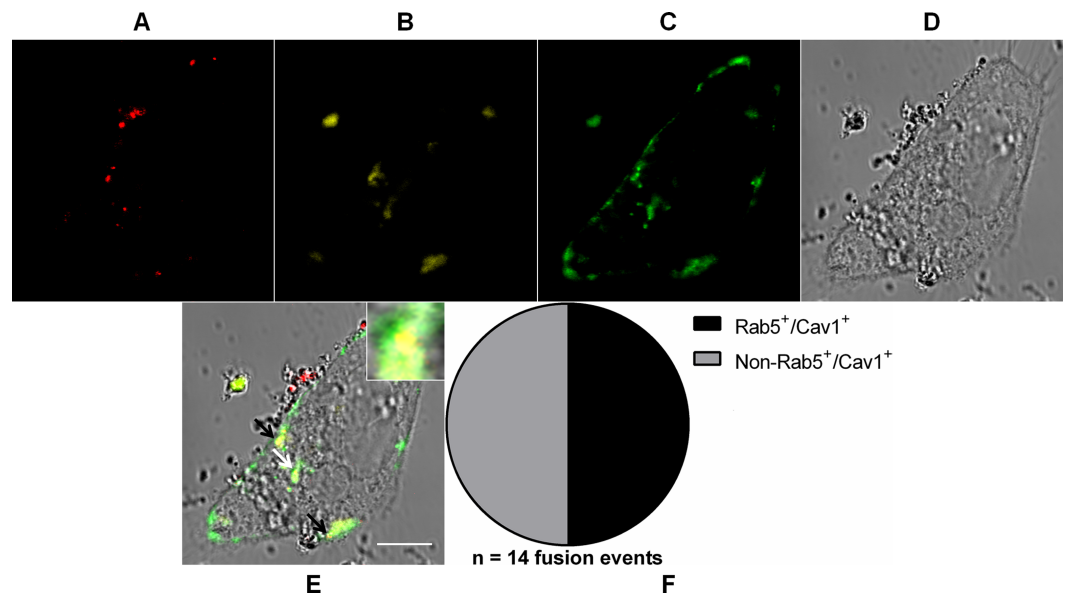 A B C D
Rab5⁺/Cav1⁺
Non-Rab5⁺/Cav1⁺
n = 14 fusion events
E F